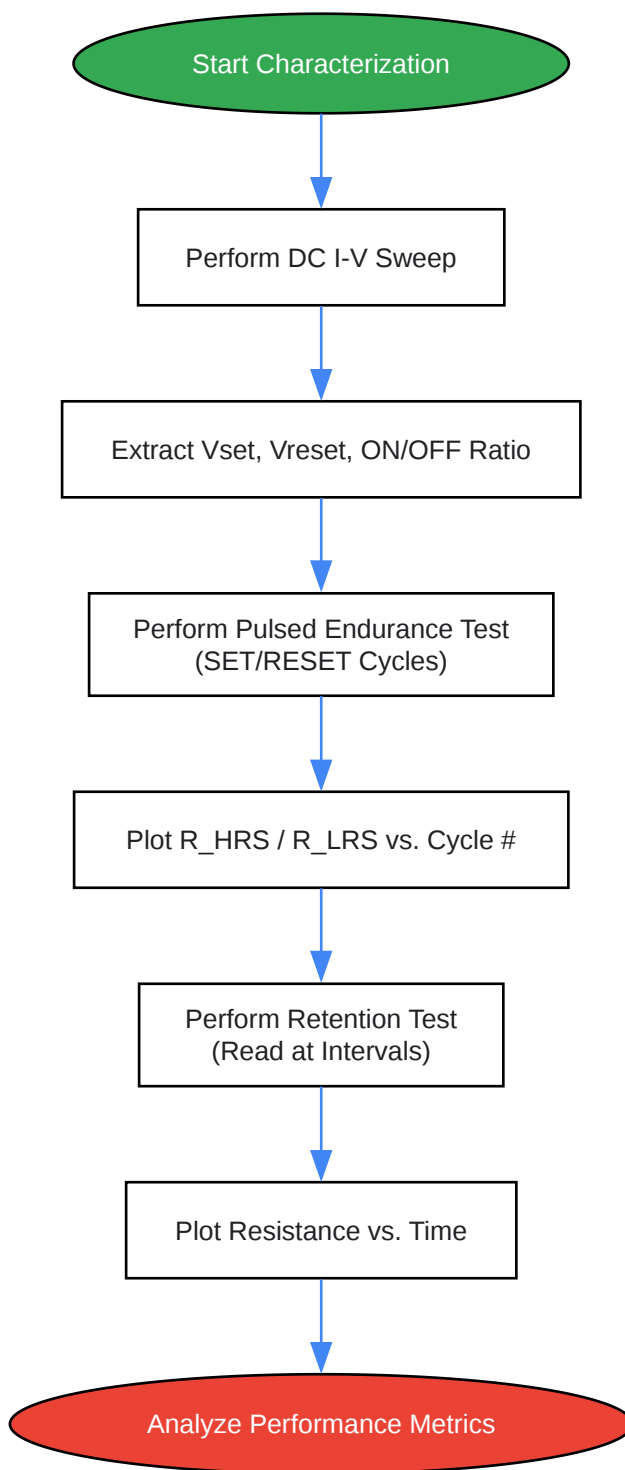 Start Characterization
Perform DC I-V Sweep
Extract Vset, Vreset, ON/OFF Ratio
Perform Pulsed Endurance Test
(SET/RESET Cycles)
Plot R_HRS / R_LRS vs. Cycle #
Perform Retention Test
(Read at Intervals)
Plot Resistance vs. Time
Analyze Performance Metrics